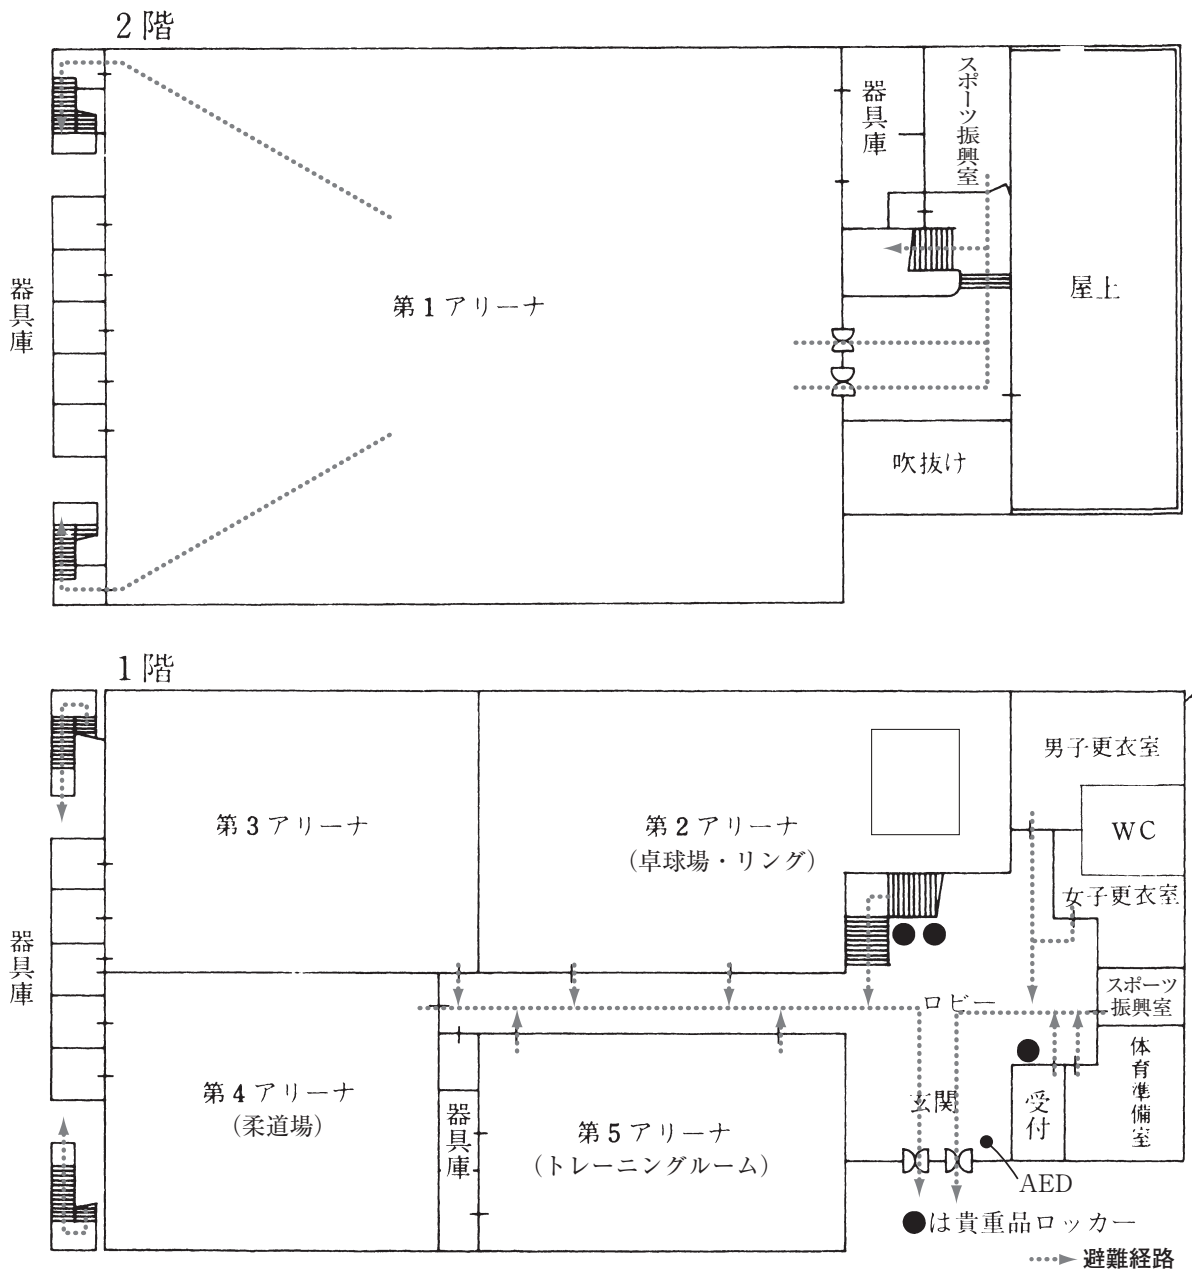 2階
器具庫
スポーツ振興室
器具庫
第1アリーナ
屋上
吹抜け
1階
男子更衣室
第3アリーナ
第2アリーナ
(卓球場・リング)
WC
女子更衣室
器具庫
ロビー
スポーツ
振興室
第4アリーナ
(柔道場)
器具庫
第5アリーナ
(トレーニングルーム)
玄関
受付
体育準備室
AED
●は貴重品ロッカー
避難経路